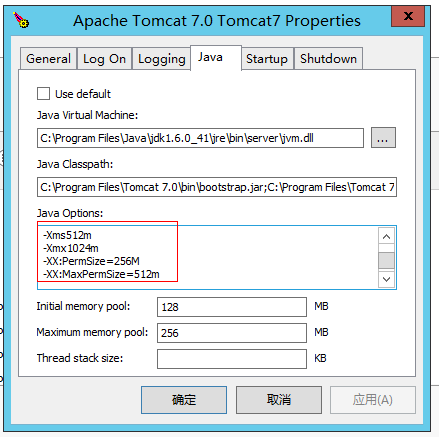 Apache Tomcat 7.0 Tomcat7 Properties
x
General Log On Logging Java Startup Shutdown
Use default
Java Virtual Machine:
C:\Program Files\Java\jdk1.6.0_41\jre\bin\server\jvm.dll ...
Java Classpath:
C:\Program Files\Tomcat 7.0\bin\bootstrap.jar;C:\Program Files\Tomcat 7
Java Options:
-Xms512m
-Xmx1024m
-XX:PermSize=256M
-XX:MaxPermSize=512m
Initial memory pool: 128 MB
Maximum memory pool: 256 MB
Thread stack size: KB
确定 取消 应用(A)